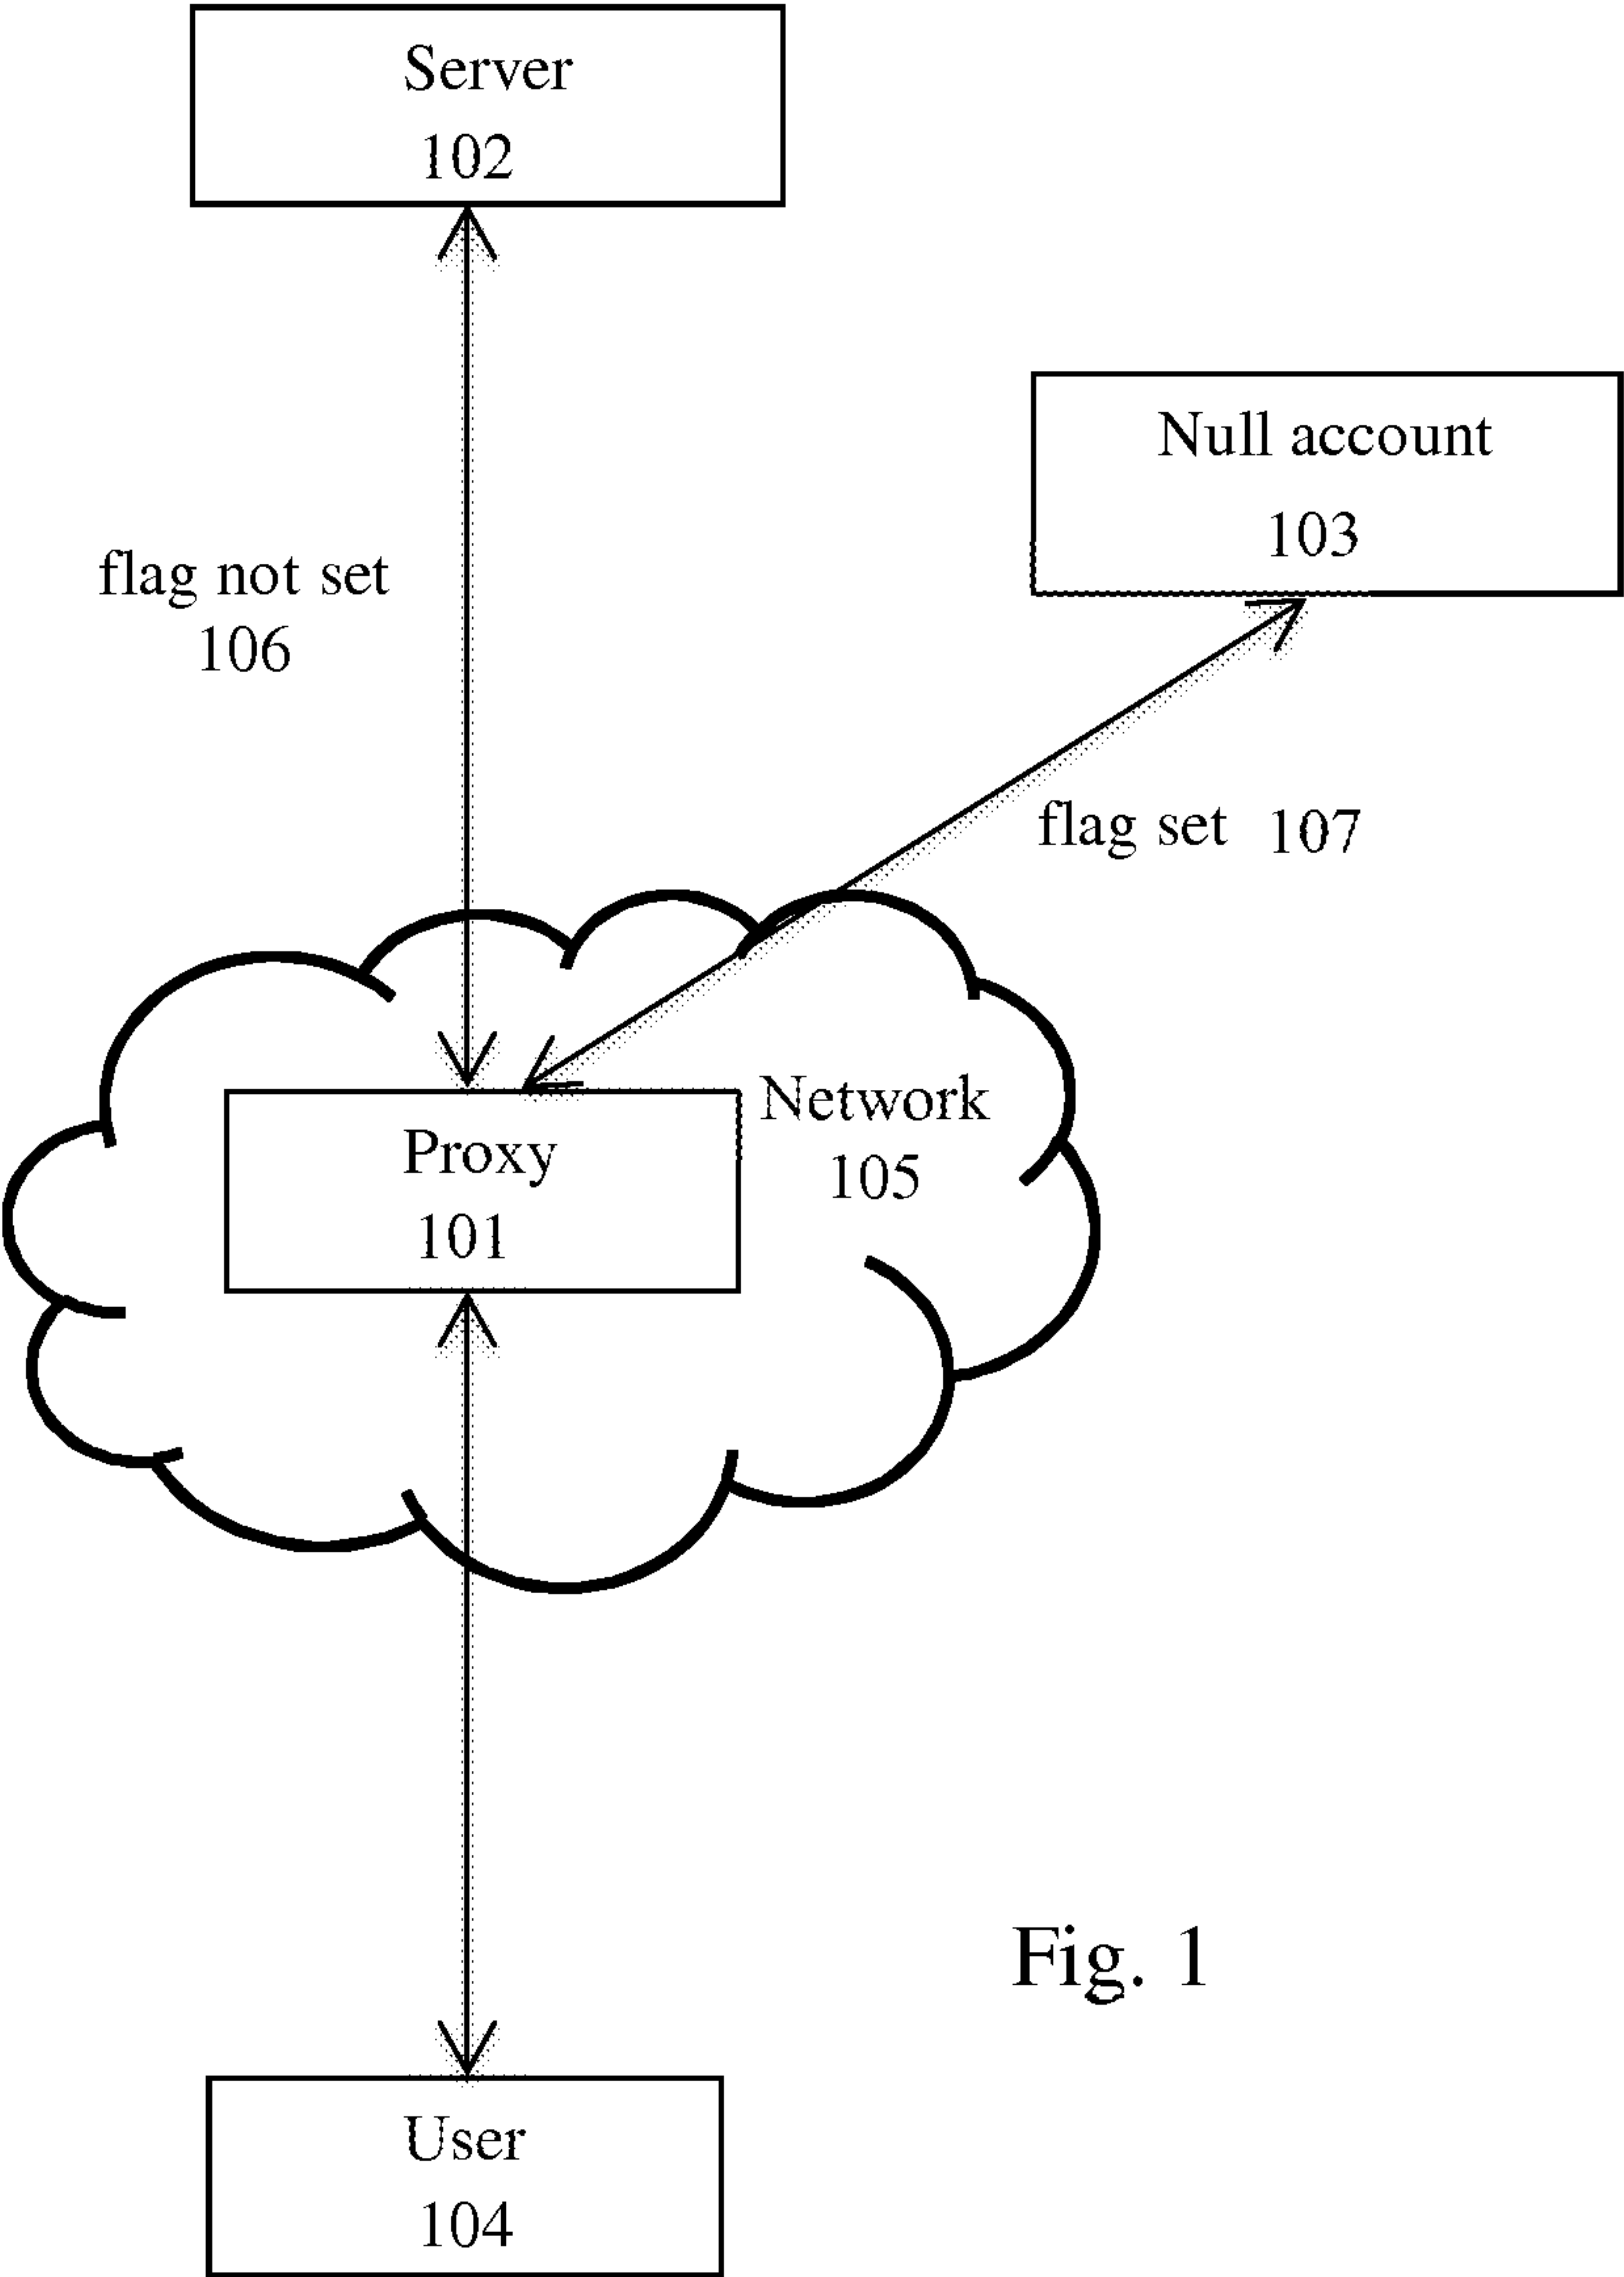 Server
102
Null account
103
flag not set
106
flag set 107
Network
105
Proxy
101
Fig. 1
User
104